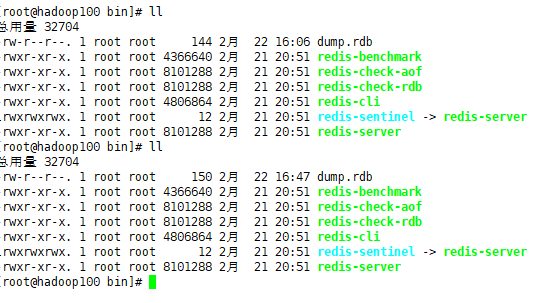 [root@hadoop100 bin]# ll
总用量 32704
-rw-r--r--. 1 root root     144 2月  22 16:06 dump.rdb
-rwxr-xr-x. 1 root root 4366640 2月  21 20:51 redis-benchmark
-rwxr-xr-x. 1 root root 8101288 2月  21 20:51 redis-check-aof
-rwxr-xr-x. 1 root root 8101288 2月  21 20:51 redis-check-rdb
-rwxr-xr-x. 1 root root 4806864 2月  21 20:51 redis-cli
lrwxrwxrwx. 1 root root      12 2月  21 20:51 redis-sentinel -> redis-server
-rwxr-xr-x. 1 root root 8101288 2月  21 20:51 redis-server
[root@hadoop100 bin]# ll
总用量 32704
-rw-r--r--. 1 root root     150 2月  22 16:47 dump.rdb
-rwxr-xr-x. 1 root root 4366640 2月  21 20:51 redis-benchmark
-rwxr-xr-x. 1 root root 8101288 2月  21 20:51 redis-check-aof
-rwxr-xr-x. 1 root root 8101288 2月  21 20:51 redis-check-rdb
-rwxr-xr-x. 1 root root 4806864 2月  21 20:51 redis-cli
lrwxrwxrwx. 1 root root      12 2月  21 20:51 redis-sentinel -> redis-server
-rwxr-xr-x. 1 root root 8101288 2月  21 20:51 redis-server
[root@hadoop100 bin]#